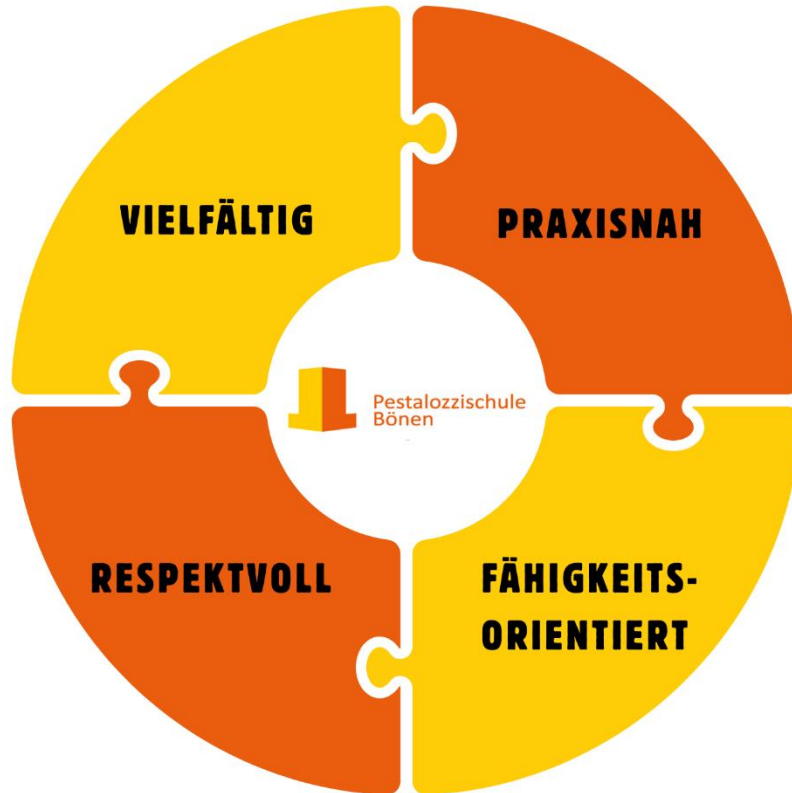 VIELFÄLTIG
PRAXISNAH
Pestalozzischule
Bönen
RESPEKTVOLL
FÄHIGKEITS-
ORIENTIERT